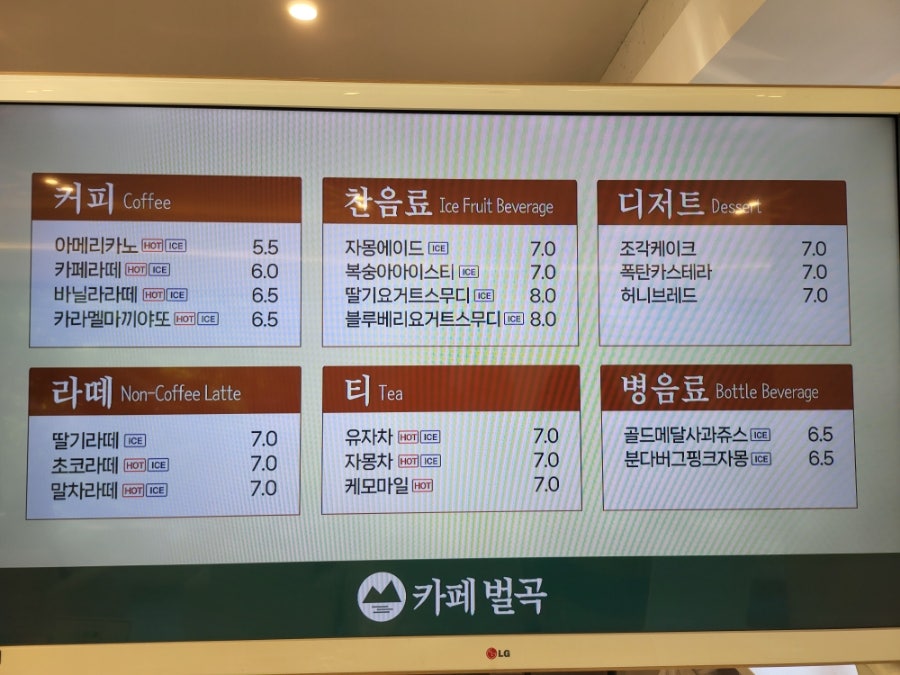 커피 Coffee
아메리카노 HOT ICE 5.5
카페라떼 HOT ICE 6.0
바닐라라떼 HOT ICE 6.5
카라멜마끼야또 HOT ICE 6.5
찬음료 Ice Fruit Beverage
자몽에이드 ICE 7.0
복숭아아이스티 ICE 7.0
딸기요거트스무디 ICE 8.0
블루베리요거트스무디 ICE 8.0
디저트 Dessert
조각케이크 7.0
폭탄카스테라 7.0
허니브레드 7.0
라떼 Non-Coffee Latte
딸기라떼 ICE 7.0
초코라떼 HOT ICE 7.0
말차라떼 HOT ICE 7.0
티 Tea
유자차 HOT ICE 7.0
자몽차 HOT ICE 7.0
케모마일 HOT 7.0
병음료 Bottle Beverage
골드메달사과쥬스 ICE 6.5
분다버그핑크자몽 ICE 6.5
카페 벌곡
LG